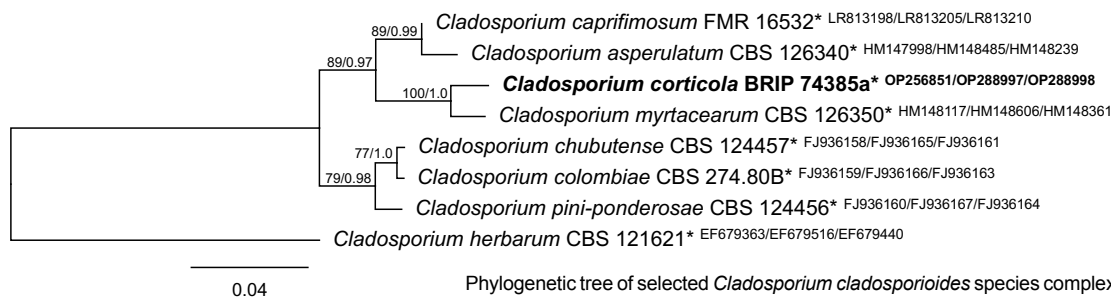 Cladosporium caprifimosum FMR 16532* LR813198/LR813205/LR813210
89/0.99
Cladosporium asperulatum CBS 126340* HM147998/HM148485/HM148239
89/0.97
Cladosporium corticola BRIP 74385a* OP256851/OP288997/OP288998
100/1.0
Cladosporium myrtacearum CBS 126350* HM148117/HM148606/HM148361
Cladosporium chubutense CBS 124457* FJ936158/FJ936165/FJ936161
77/1.0
Cladosporium colombiae CBS 274.80B* FJ936159/FJ936166/FJ936163
79/0.98
Cladosporium pini-ponderosae CBS 124456* FJ936160/FJ936167/FJ936164
Cladosporium herbarum CBS 121621* EF679363/EF679516/EF679440
0.04
Phylogenetic tree of selected Cladosporium cladosporioides species complex